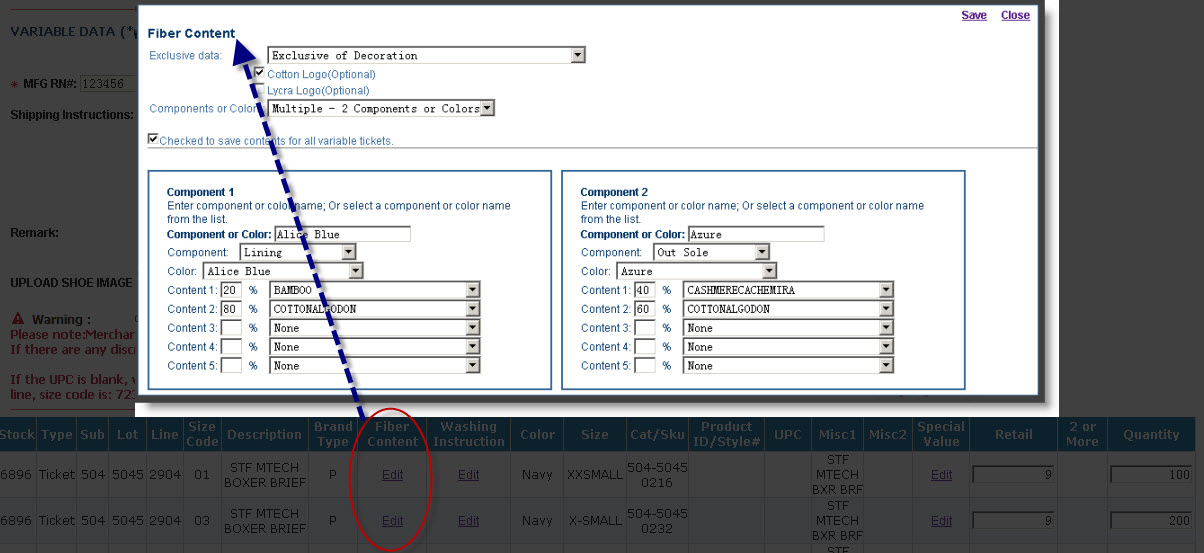 Save Close
VARIABLE DATA (*
Fiber Content
Exclusive data: Exclusive of Decoration
Cotton Logo(Optional)
* MFG RN#: 123456
Lycra Logo(Optional)
Shipping Instructions:
Components or Color Multiple - 2 Components or Colors
Checked to save contents for all variable tickets.
Component 1
Enter component or color name; Or select a component or color name
from the list.
Component or Color: Alice Blue
Component: Lining
Color: Alice Blue
Content 1: 20 % BAMBOO
Content 2: 80 % COTTONALGODON
Content 3: % None
Content 4: % None
Content 5: % None
Component 2
Enter component or color name; Or select a component or color name
from the list.
Component or Color: Azure
Component: Out Sole
Color: Azure
Content 1: 40 % CASHMERECACHEMIRA
Content 2: 60 % COTTONALGODON
Content 3: % None
Content 4: % None
Content 5: % None
Remark:
UPLOAD SHOE IMAGE
Warning :
Please note:Merchan
If there are any disc
If the UPC is blank,
line, size code is: 72
Stock Type Sub Lot Line Size Code Description Brand Type Fiber Content Washing Instruction Color Size Cat/Sku Product ID/Style# UPC Misc1 Misc2 Special Value Retail 2 or More Quantity
6896 Ticket 504 5045 2904 01 STF MTECH BOXER BRIEF P Edit Edit Navy XXSMALL 504-5045 0216 STF MTECH BXR BRF Edit 9 100
6896 Ticket 504 5045 2904 03 STF MTECH BOXER BRIEF P Edit Edit Navy X-SMALL 504-5045 0232 STF MTECH BXR BRF Edit 9 200
STF